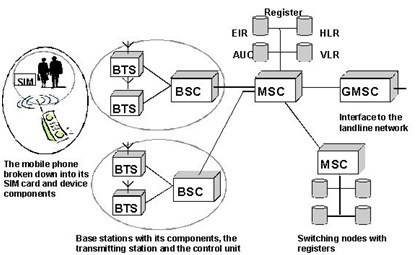 Register
EIR HLR
AUC VLR
SIM
BTS
BTS
BSC
MSC
GMSC
Interface to the
landline network
The mobile phone
broken down into its
SIM card and device
components
BTS
BTS
BSC
MSC
Base stations with its components, the
transmitting station and the control unit
Switching nodes with
registers